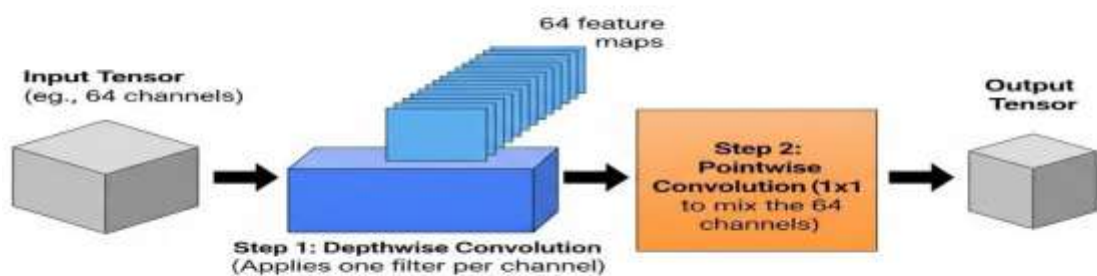 64 feature
maps
Input Tensor
(eg., 64 channels)
Output
Tensor
Step 2:
Pointwise
Convolution (1x1
to mix the 64
channels)
Step 1: Depthwise Convolution
(Applies one filter per channel)